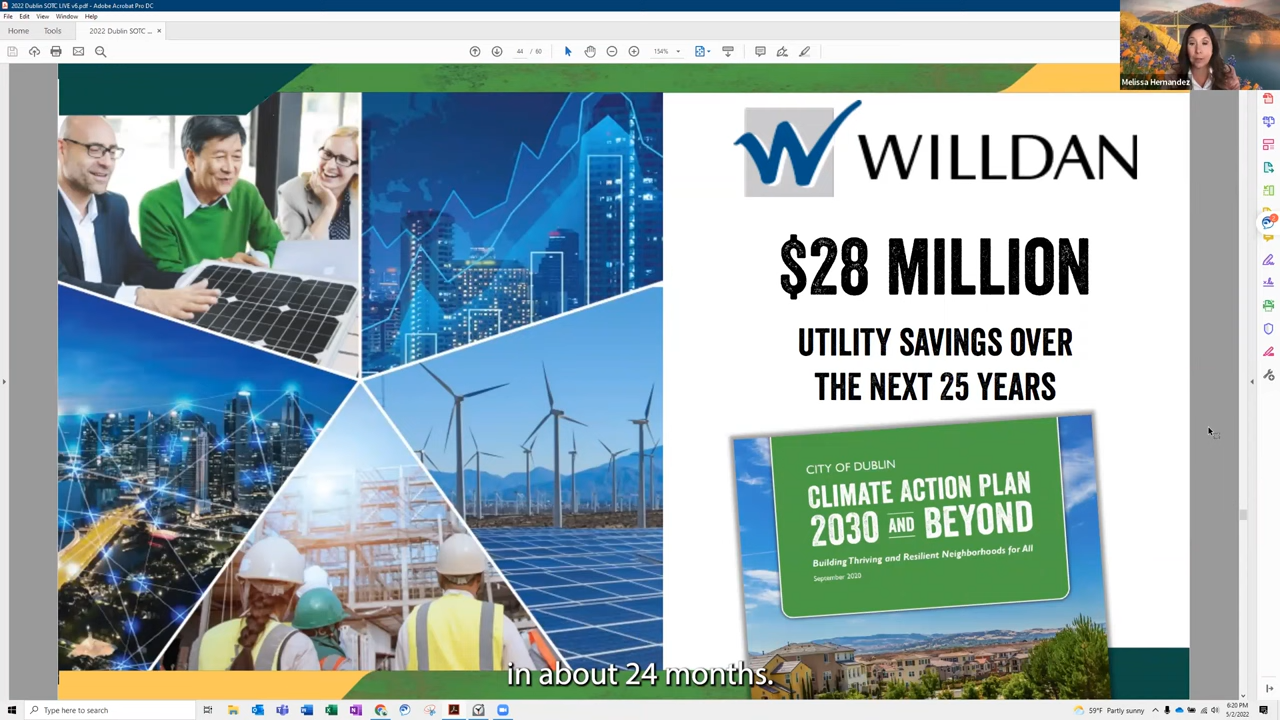 2022 Dublin SOTC LIVE v6.pdf - Adobe Acrobat Pro DC
File Edit View Window Help
Home Tools 2022 Dublin SOTC ... ×
44 / 60 154%
Melissa Hernandez
WILLDAN
$28 MILLION
UTILITY SAVINGS OVER
THE NEXT 25 YEARS
CITY OF DUBLIN
CLIMATE ACTION PLAN
2030 AND BEYOND
Building Thriving and Resilient Neighborhoods for All
September 2020
in about 24 months.
Type here to search
59°F Partly sunny
6:20 PM
5/2/2022